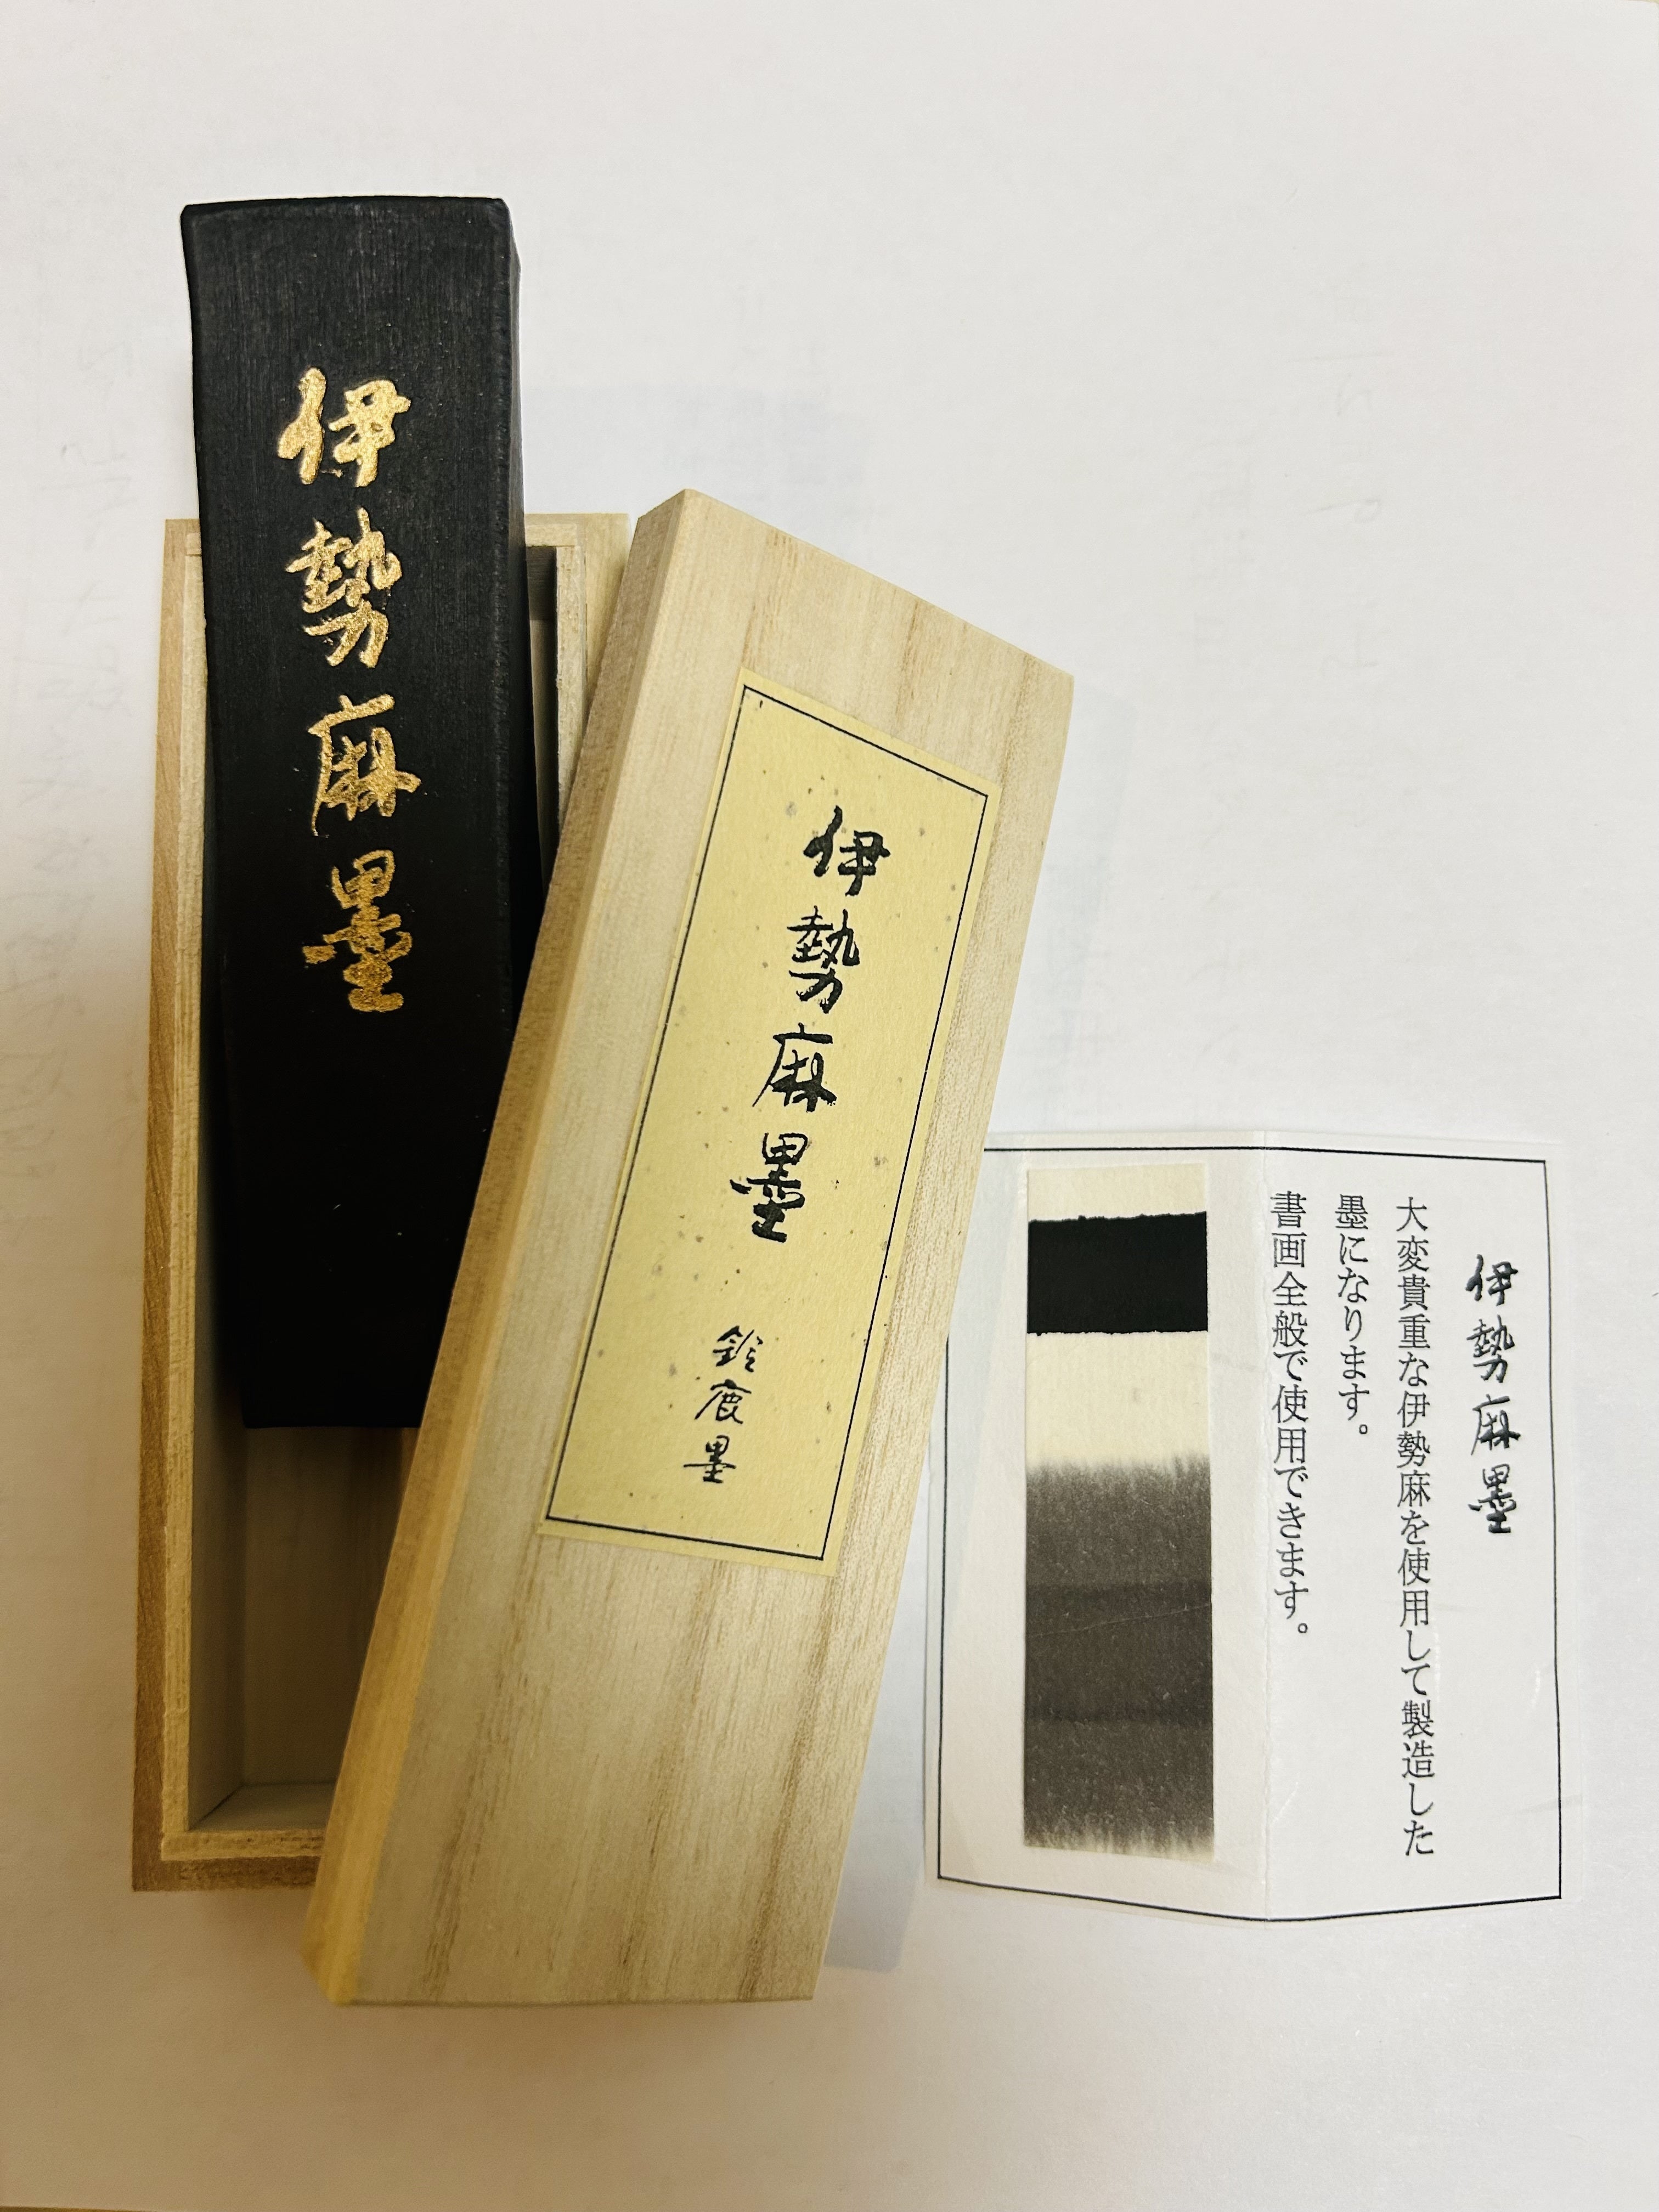 伊勢麻墨
伊勢麻墨
鈴鹿墨
伊勢麻墨
大変貴重な伊勢麻を使用して製造した
墨になります。
書画全般で使用できます。